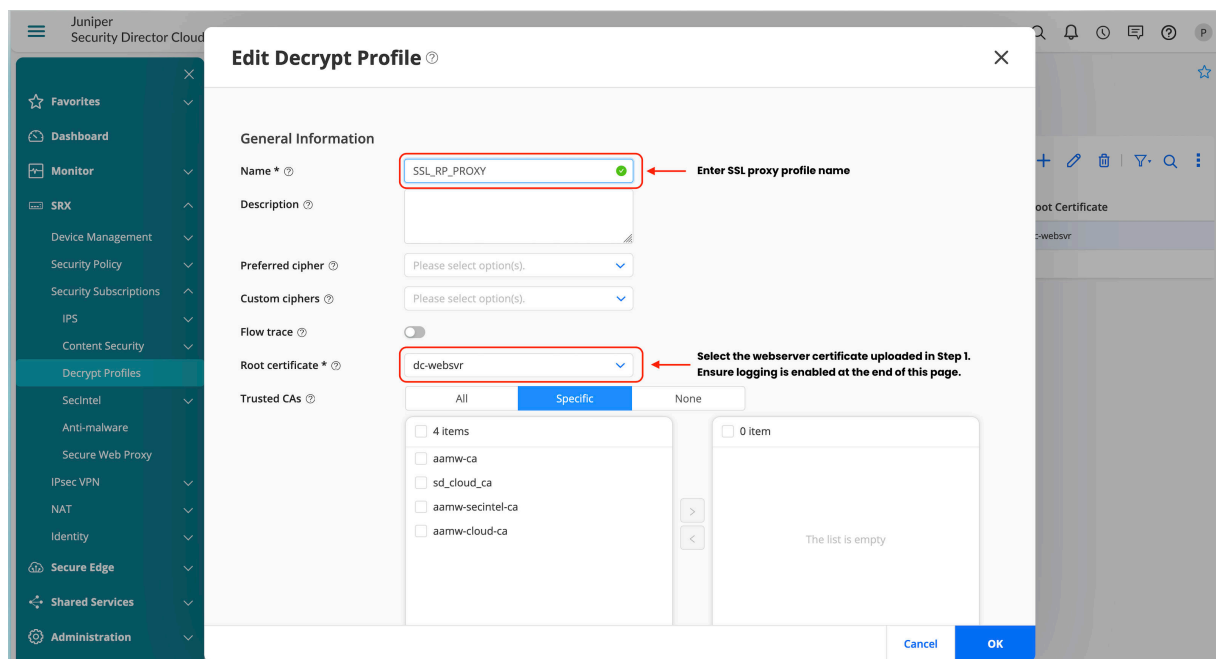 Juniper
Security Director Cloud
P
Favorites
Dashboard
Monitor
SRX
Device Management
Security Policy
Security Subscriptions
IPS
Content Security
Decrypt Profiles
SecIntel
Anti-malware
Secure Web Proxy
IPsec VPN
NAT
Identity
Secure Edge
Shared Services
Administration
Edit Decrypt Profile
General Information
Name *
SSL_RP_PROXY
Enter SSL proxy profile name
Description
Preferred cipher
Please select option(s).
Custom ciphers
Please select option(s).
Flow trace
Root certificate *
dc-websvr
Select the webserver certificate uploaded in Step 1.
Ensure logging is enabled at the end of this page.
Trusted CAs
All
Specific
None
4 items
aamw-ca
sd_cloud_ca
aamw-secintel-ca
aamw-cloud-ca
0 item
The list is empty
Cancel
OK
oot Certificate
c-websvr